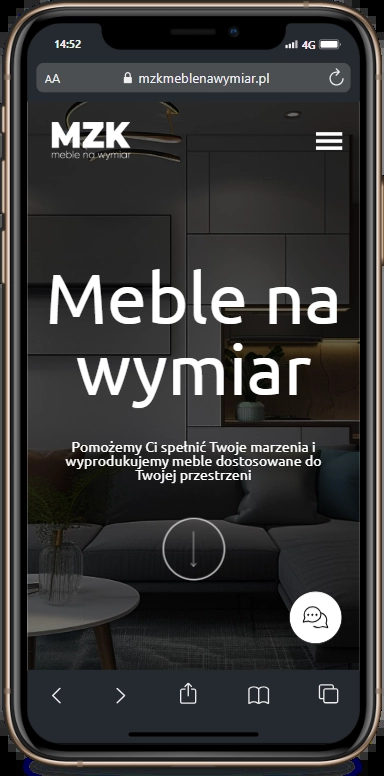 14:52
4G
AA
mzkmeblenawymiar.pl
MZK
meble na wymiar
Meble na
wymiar
Pomożemy Ci spełnić Twoje marzenia i
wyprodukujemy meble dostosowane do
Twojej przestrzeni